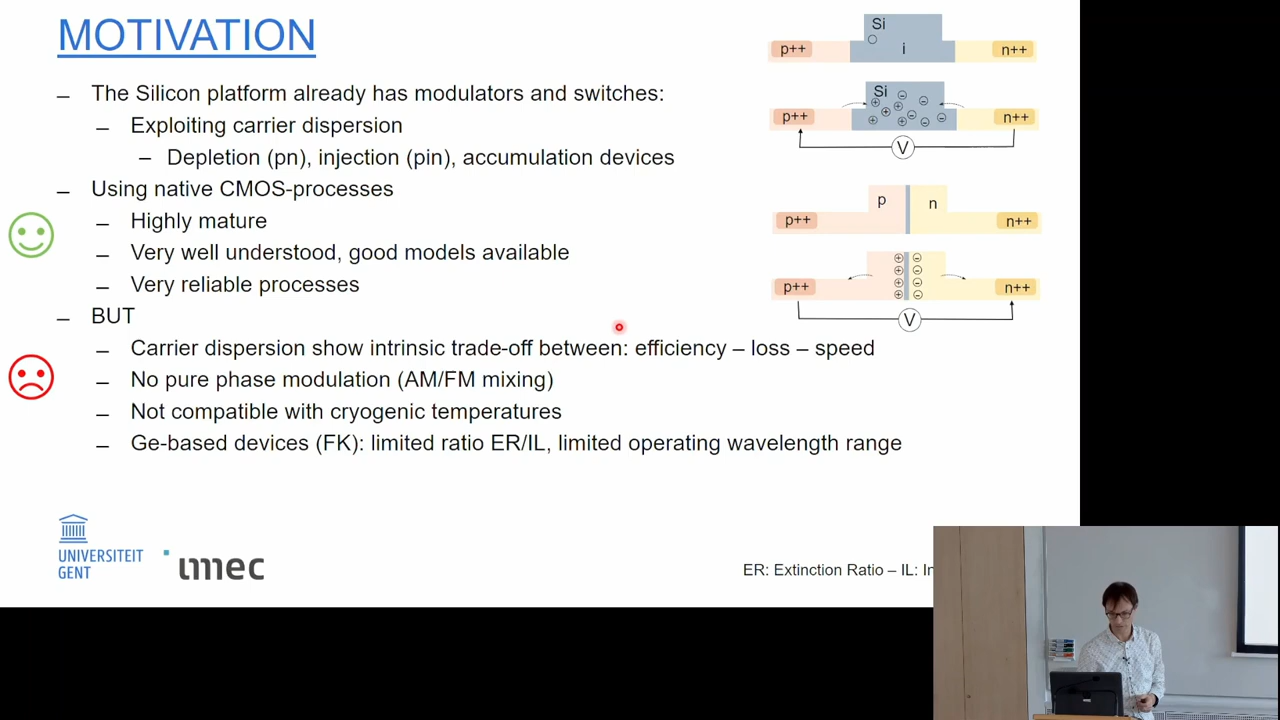 MOTIVATION
– The Silicon platform already has modulators and switches:
– Exploiting carrier dispersion
– Depletion (pn), injection (pin), accumulation devices
– Using native CMOS-processes
– Highly mature
– Very well understood, good models available
– Very reliable processes
– BUT
– Carrier dispersion show intrinsic trade-off between: efficiency – loss – speed
– No pure phase modulation (AM/FM mixing)
– Not compatible with cryogenic temperatures
– Ge-based devices (FK): limited ratio ER/IL, limited operating wavelength range
Si
p++ i n++
Si
p++ n++
V
p n
p++ n++
p++ n++
V
UNIVERSITEIT
GENT
imec
ER: Extinction Ratio – IL: